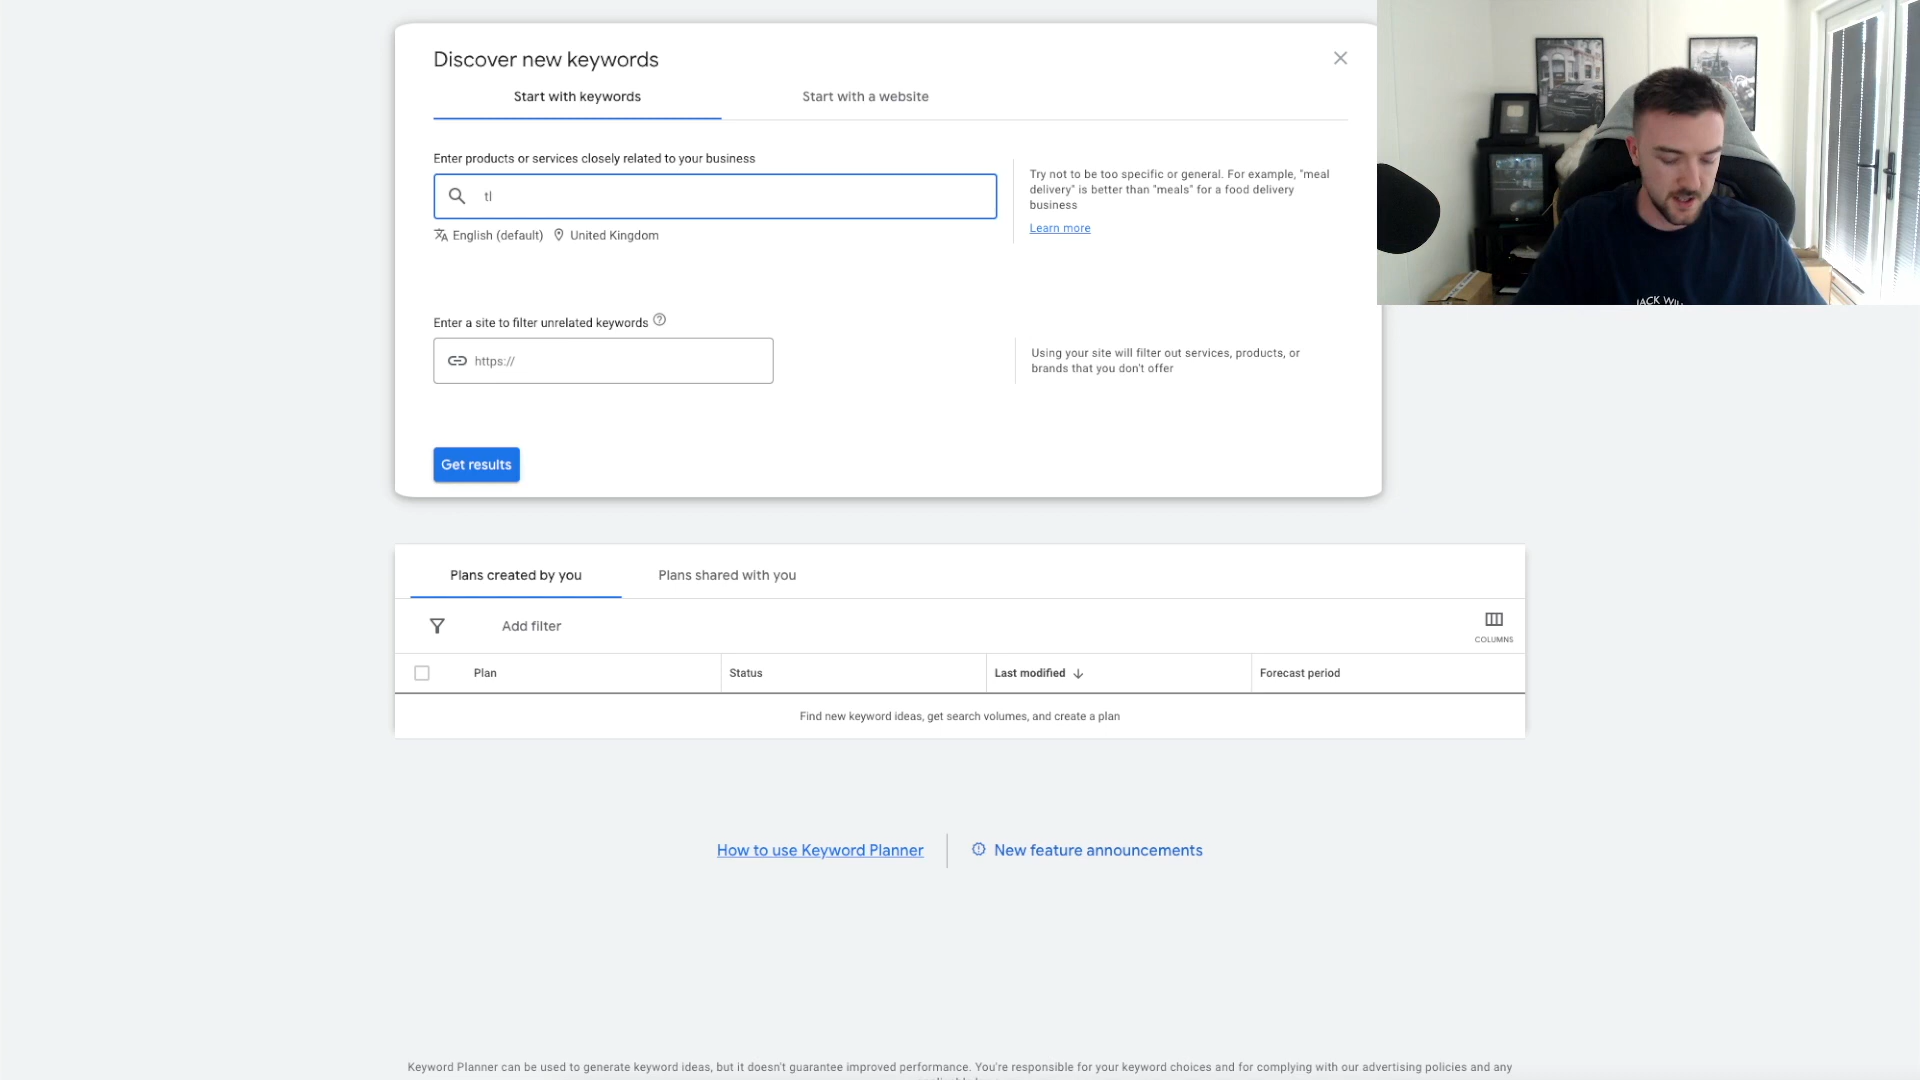 Discover new keywords
Start with keywords
Start with a website
Enter products or services closely related to your business
tl
English (default)
United Kingdom
Try not to be too specific or general. For example, "meal
delivery" is better than "meals" for a food delivery
business
Learn more
Enter a site to filter unrelated keywords
https://
Using your site will filter out services, products, or
brands that you don't offer
Get results
JACK
Plans created by you
Plans shared with you
Add filter
COLUMNS
Plan
Status
Last modified
Forecast period
Find new keyword ideas, get search volumes, and create a plan
How to use Keyword Planner
New feature announcements
Keyword Planner can be used to generate keyword ideas, but it doesn't guarantee improved performance. You're responsible for your keyword choices and for complying with our advertising policies and any